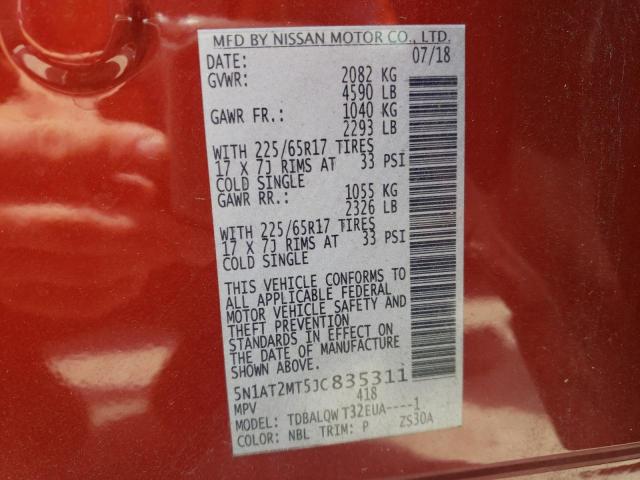 MFD BY NISSAN MOTOR CO., LTD.
DATE: 07/18
GVWR: 2082 KG
4590 LB
GAWR FR.: 1040 KG
2293 LB
WITH 225/65R17 TIRES
17 X 7J RIMS AT 33 PSI
COLD SINGLE
GAWR RR.: 1055 KG
2326 LB
WITH 225/65R17 TIRES
17 X 7J RIMS AT 33 PSI
COLD SINGLE
THIS VEHICLE CONFORMS TO
ALL APPLICABLE FEDERAL
MOTOR VEHICLE SAFETY AND
THEFT PREVENTION
STANDARDS IN EFFECT ON
THE DATE OF MANUFACTURE
SHOWN ABOVE.
5N1AT2MT5JC835311
MPV 418
MODEL: TDBALQW T32EUA----1
COLOR: NBL TRIM: P ZS30A